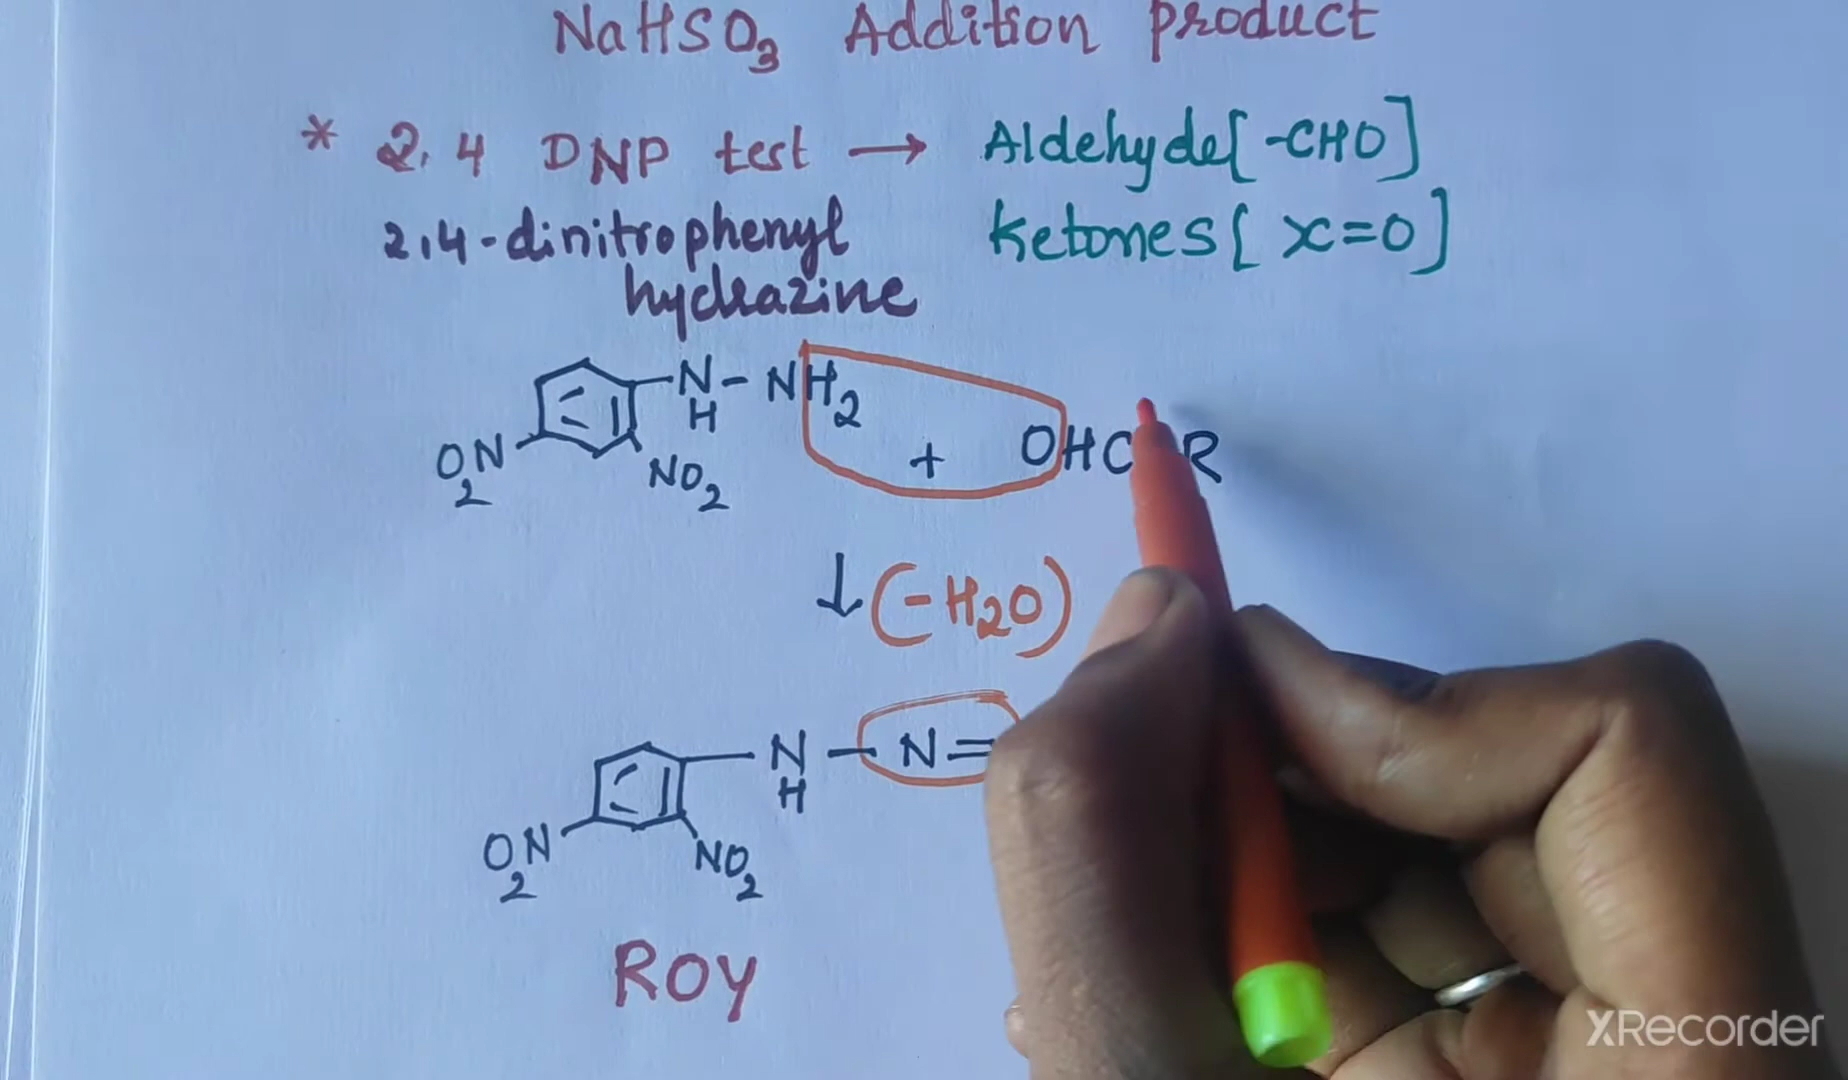 NaHSO3 Addition product
* 2,4 DNP test → Aldehyde[-CHO]
2,4-dinitrophenyl Ketones[ x=0]
hydrazine
N- NH2
H
O2N NO2 + OHC R
↓(-H2O)
N - N=
H
O2N NO2
ROY
XRecorder